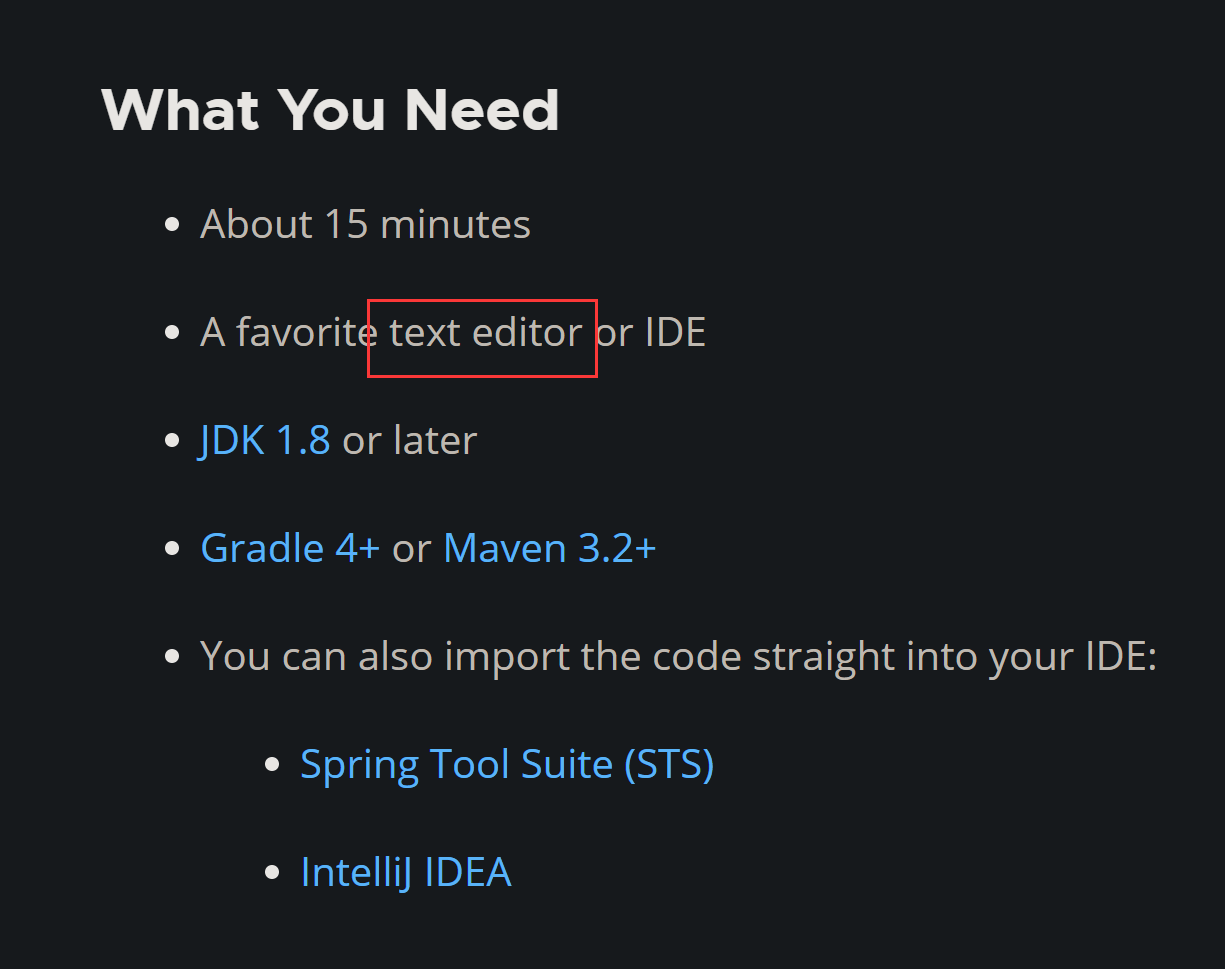 What You Need
About 15 minutes
A favorite text editor or IDE
JDK 1.8 or later
Gradle 4+ or Maven 3.2+
You can also import the code straight into your IDE:
Spring Tool Suite (STS)
IntelliJ IDEA